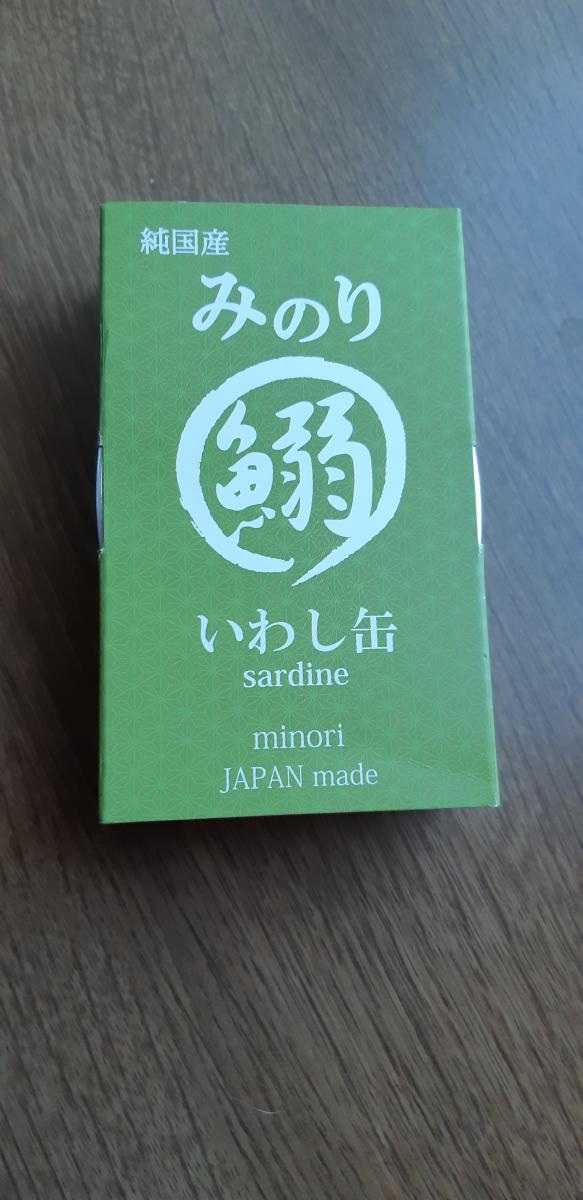 純国産
みのり
鰯
いわし缶
sardine
minori
JAPAN made